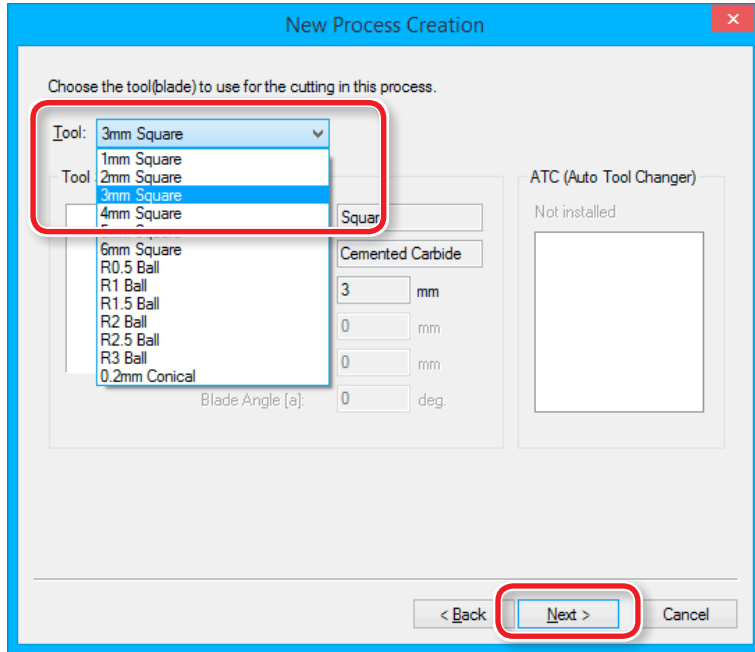 New Process Creation
Choose the tool(blade) to use for the cutting in this process.
Tool: 3mm Square
1mm Square
Tool
2mm Square
3mm Square
4mm Square
6mm Square
R0.5 Ball
R1 Ball
R1.5 Ball
R2 Ball
R2.5 Ball
R3 Ball
0.2mm Conical
Square
Cemented Carbide
3 mm
0 mm
0 mm
Blade Angle [a]: 0 deg.
ATC (Auto Tool Changer)
Not installed
< Back
Next >
Cancel